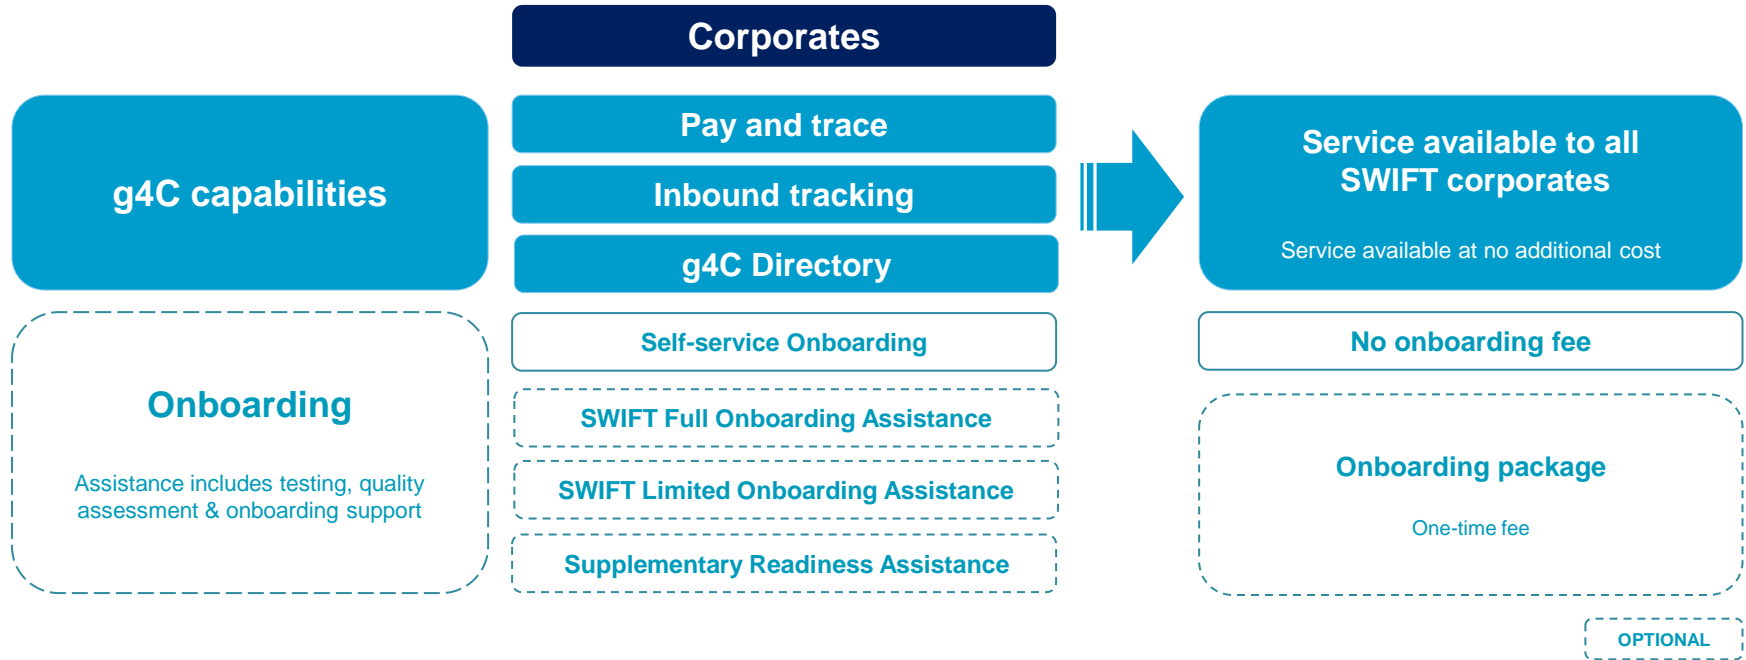 Corporates
g4C capabilities
Pay and trace
Inbound tracking
g4C Directory
Service available to all
SWIFT corporates
Service available at no additional cost
Onboarding
Assistance includes testing, quality
assessment & onboarding support
Self-service Onboarding
SWIFT Full Onboarding Assistance
SWIFT Limited Onboarding Assistance
Supplementary Readiness Assistance
No onboarding fee
Onboarding package
One-time fee
OPTIONAL